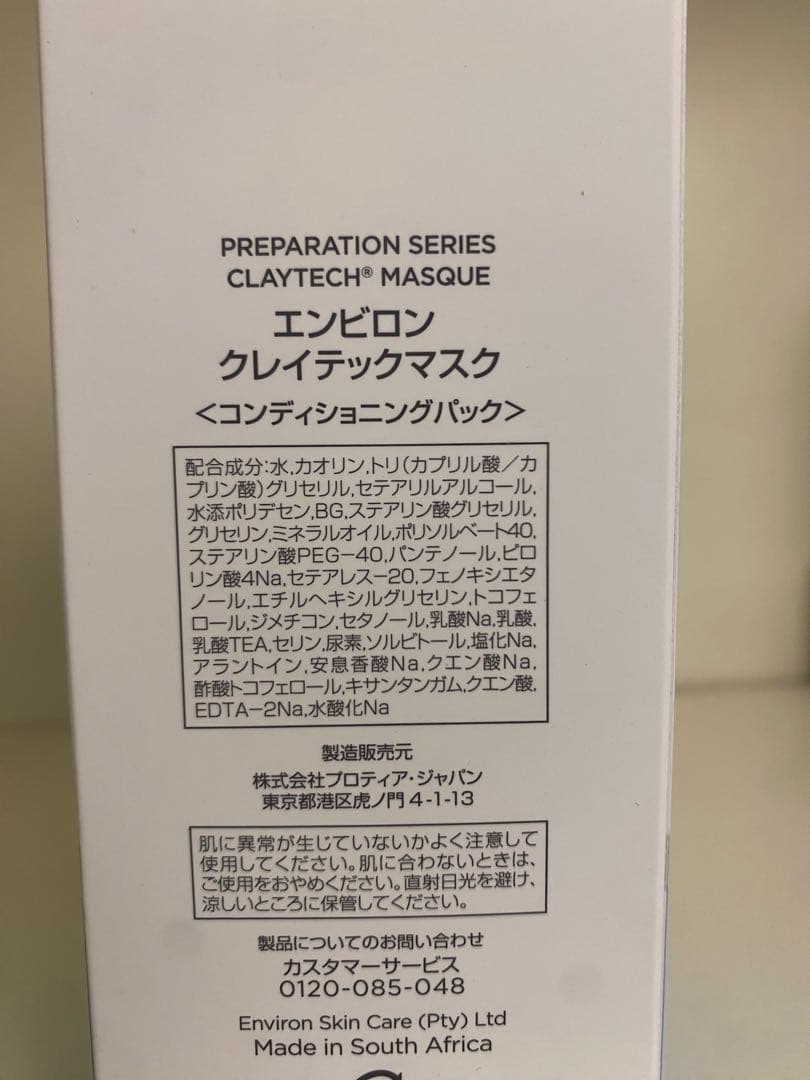 PREPARATION SERIES
CLAYTECH® MASQUE
エンビロン
クレイテックマスク
<コンディショニングパック>
配合成分:水,カオリン,トリ(カプリル酸/カ
プリン酸)グリセリル,セテアリルアルコール,
水添ポリデセン,BG,ステアリン酸グリセリル,
グリセリン,ミネラルオイル,ポリソルベート40,
ステアリン酸PEG-40,パンテノール,ピロ
リン酸4Na,セテアレス-20,フェノキシエタ
ノール,エチルヘキシルグリセリン,トコフェ
ロール,ジメチコン,セタノール,乳酸Na,乳酸,
乳酸TEA,セリン,尿素,ソルビトール,塩化Na,
アラントイン,安息香酸Na,クエン酸Na,
酢酸トコフェロール,キサンタンガム,クエン酸,
EDTA-2Na,水酸化Na
製造販売元
株式会社プロティア・ジャパン
東京都港区虎ノ門4-1-13
肌に異常が生じていないかよく注意して
使用してください。肌に合わないときは、
ご使用をおやめください。直射日光を避け、
涼しいところに保管してください。
製品についてのお問い合わせ
カスタマーサービス
0120-085-048
Environ Skin Care (Pty) Ltd
Made in South Africa